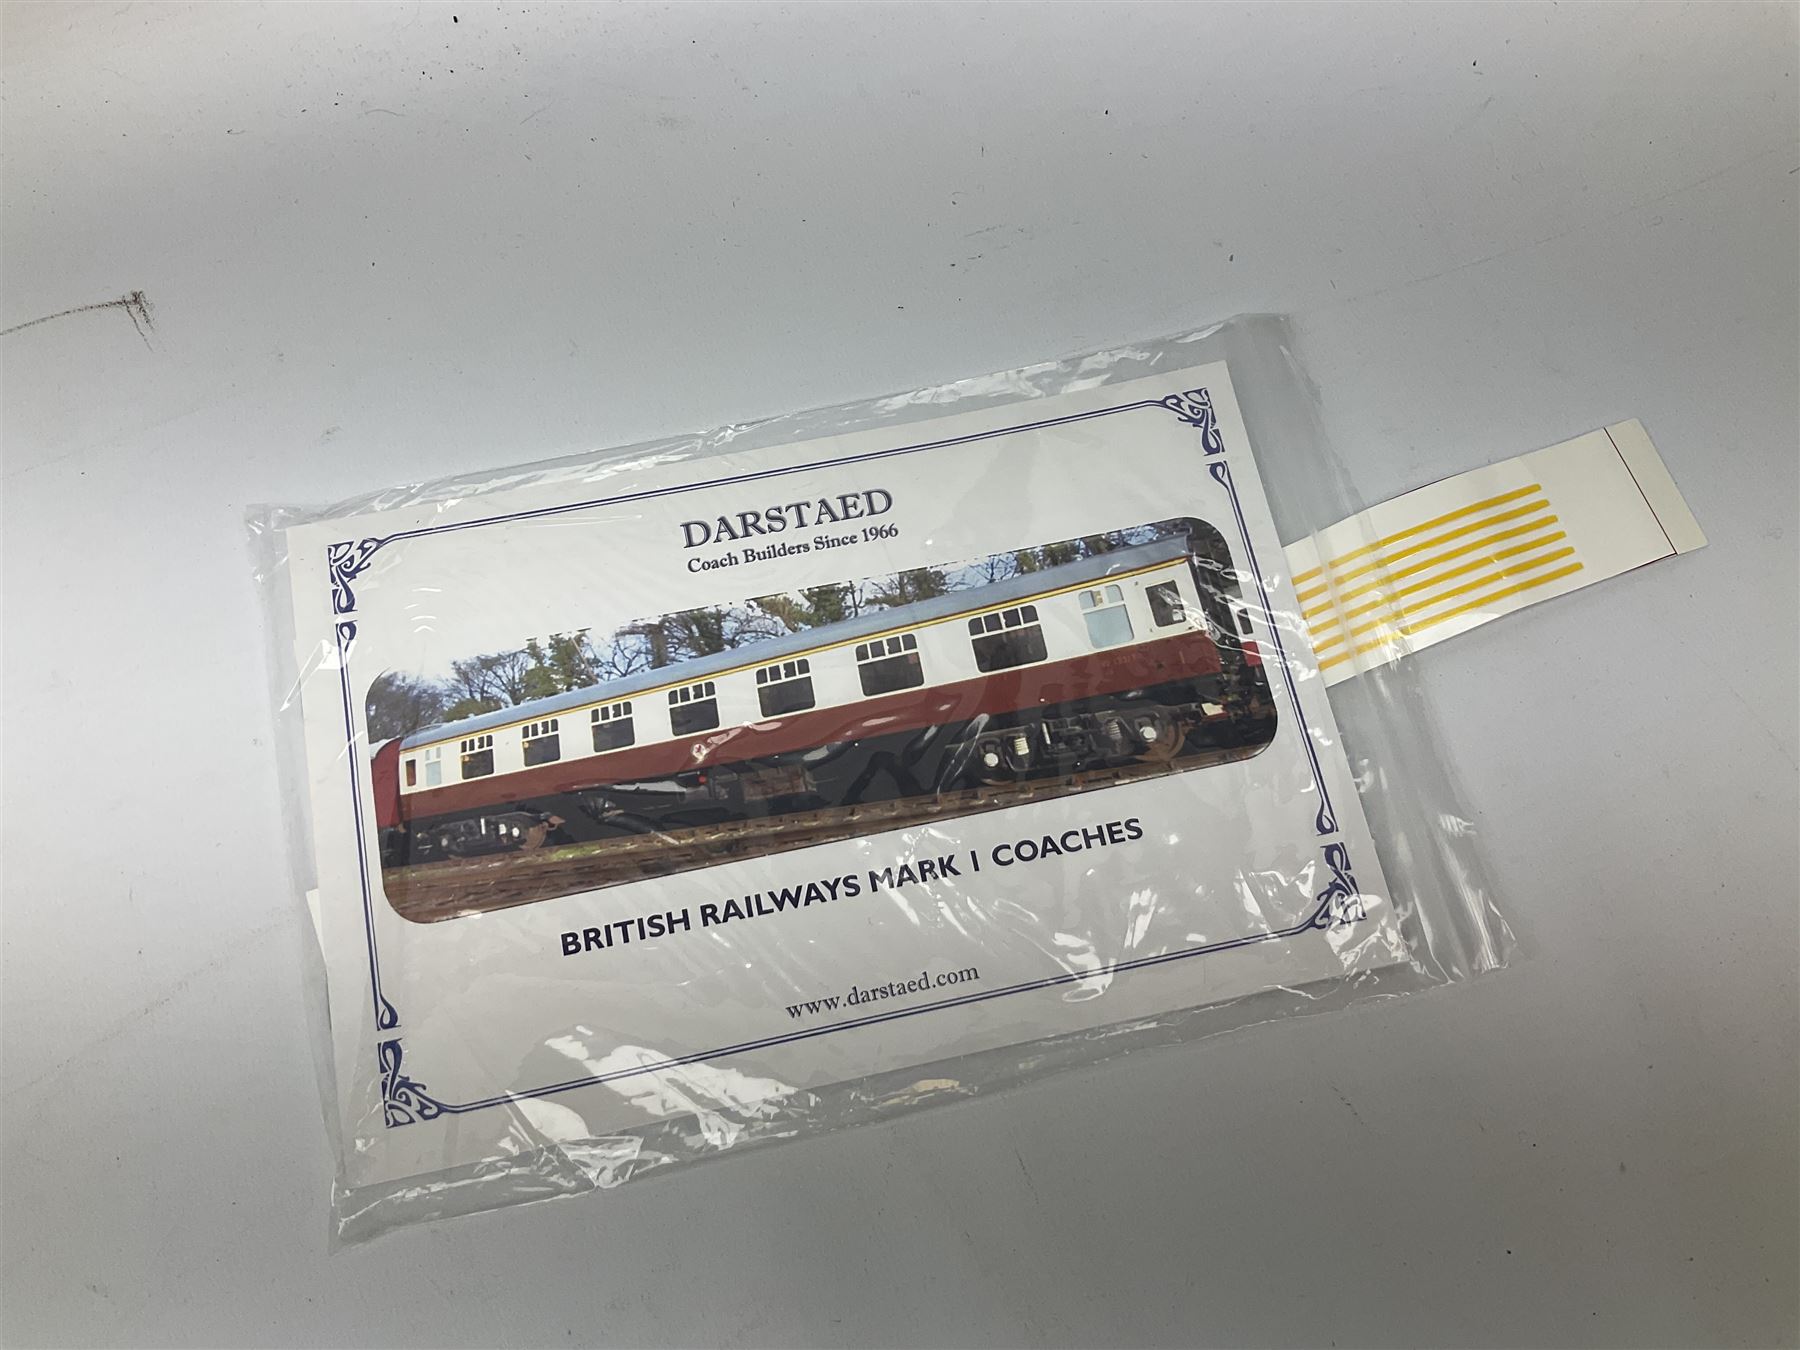 DARSTAED
Coach Builders Since 1966
BRITISH RAILWAYS MARK 1 COACHES
www.darstaed.com